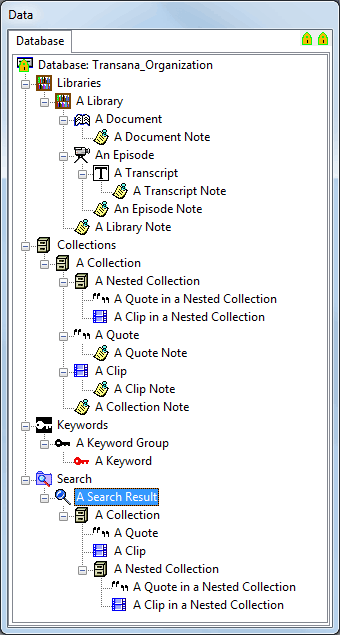 Data
Database
Database: Transana_Organization
Libraries
A Library
A Document
A Document Note
An Episode
A Transcript
A Transcript Note
An Episode Note
A Library Note
Collections
A Collection
A Nested Collection
A Quote in a Nested Collection
A Clip in a Nested Collection
A Quote
A Quote Note
A Clip
A Clip Note
A Collection Note
Keywords
A Keyword Group
A Keyword
Search
A Search Result
A Collection
A Quote
A Clip
A Nested Collection
A Quote in a Nested Collection
A Clip in a Nested Collection